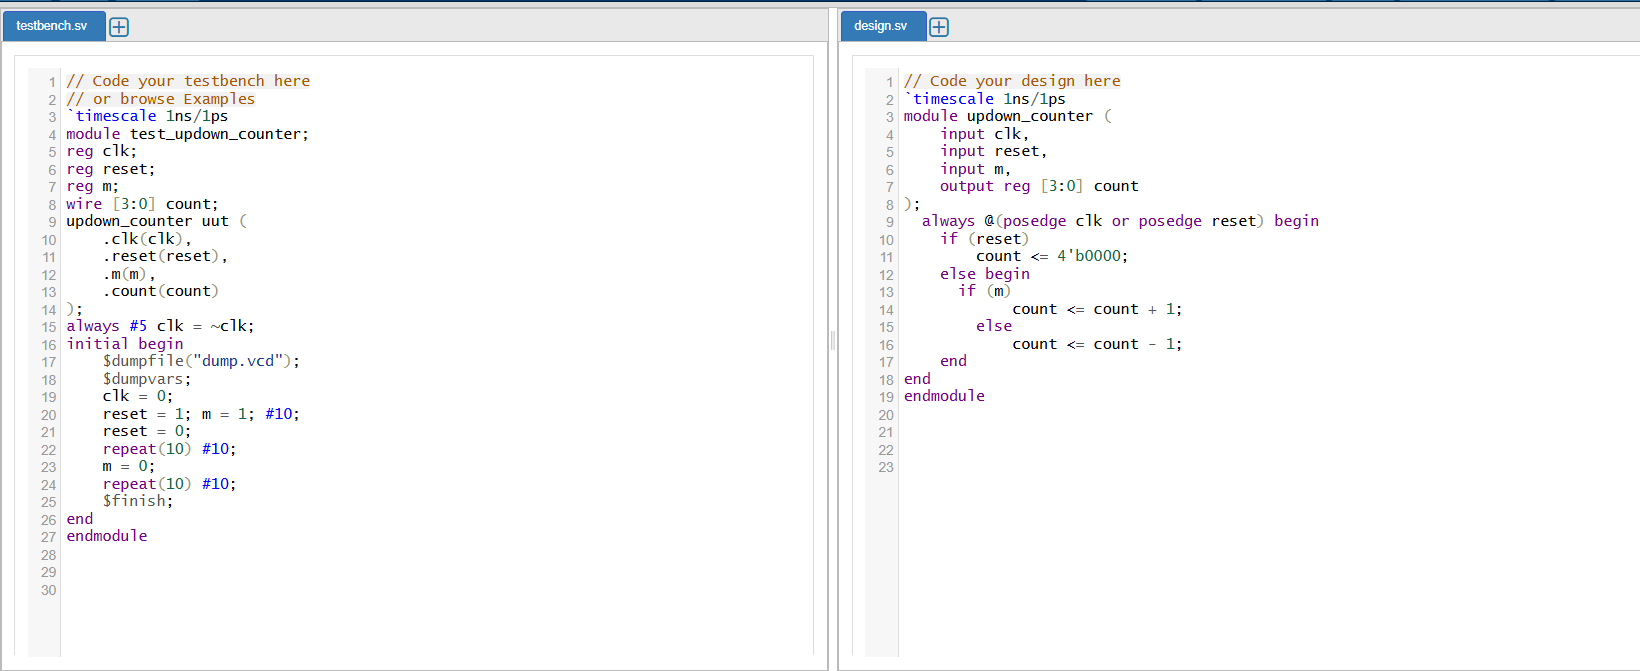 testbench.sv
1 // Code your testbench here
2 // or browse Examples
3 `timescale 1ns/1ps
4 module test_updown_counter;
5 reg clk;
6 reg reset;
7 reg m;
8 wire [3:0] count;
9 updown_counter uut (
10     .clk(clk),
11     .reset(reset),
12     .m(m),
13     .count(count)
14 );
15 always #5 clk = ~clk;
16 initial begin
17     $dumpfile("dump.vcd");
18     $dumpvars;
19     clk = 0;
20     reset = 1; m = 1; #10;
21     reset = 0;
22     repeat(10) #10;
23     m = 0;
24     repeat(10) #10;
25     $finish;
26 end
27 endmodule
28
29
30
design.sv
1 // Code your design here
2 `timescale 1ns/1ps
3 module updown_counter (
4     input clk,
5     input reset,
6     input m,
7     output reg [3:0] count
8 );
9   always @(posedge clk or posedge reset) begin
10     if (reset)
11         count <= 4'b0000;
12     else begin
13       if (m)
14             count <= count + 1;
15         else
16             count <= count - 1;
17     end
18 end
19 endmodule
20
21
22
23